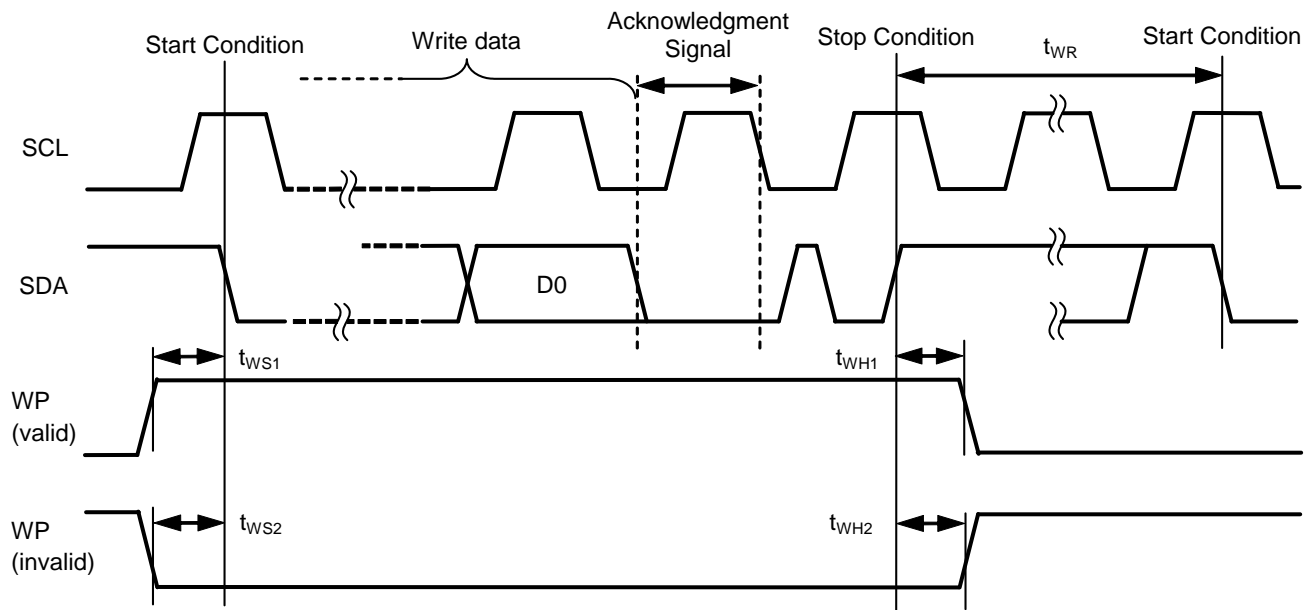 Acknowledgment
Signal
Start Condition
Write data
Stop Condition
tWR
Start Condition
SCL
SDA
D0
tWS1
tWH1
WP
(valid)
tWS2
tWH2
WP
(invalid)